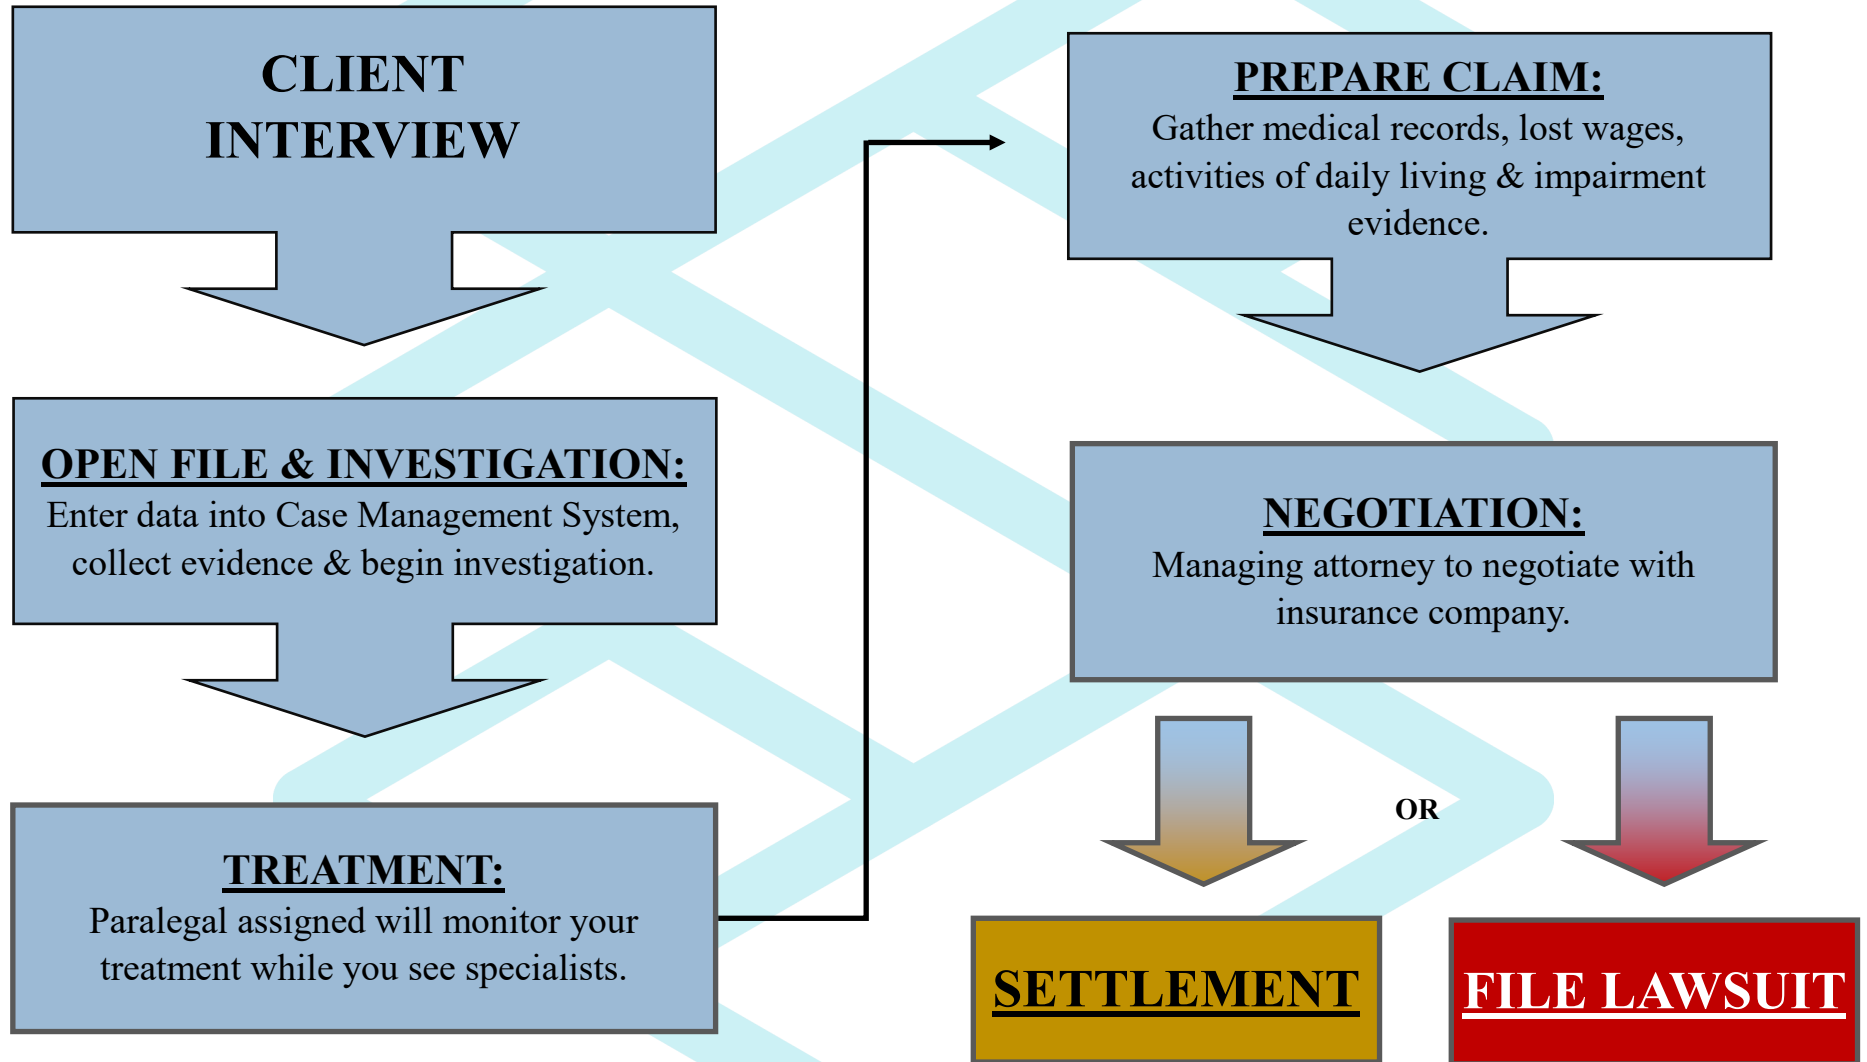 CLIENT
INTERVIEW
OPEN FILE & INVESTIGATION:
Enter data into Case Management System,
collect evidence & begin investigation.
TREATMENT:
Paralegal assigned will monitor your
treatment while you see specialists.
PREPARE CLAIM:
Gather medical records, lost wages,
activities of daily living & impairment
evidence.
NEGOTIATION:
Managing attorney to negotiate with
insurance company.
OR
SETTLEMENT
FILE LAWSUIT